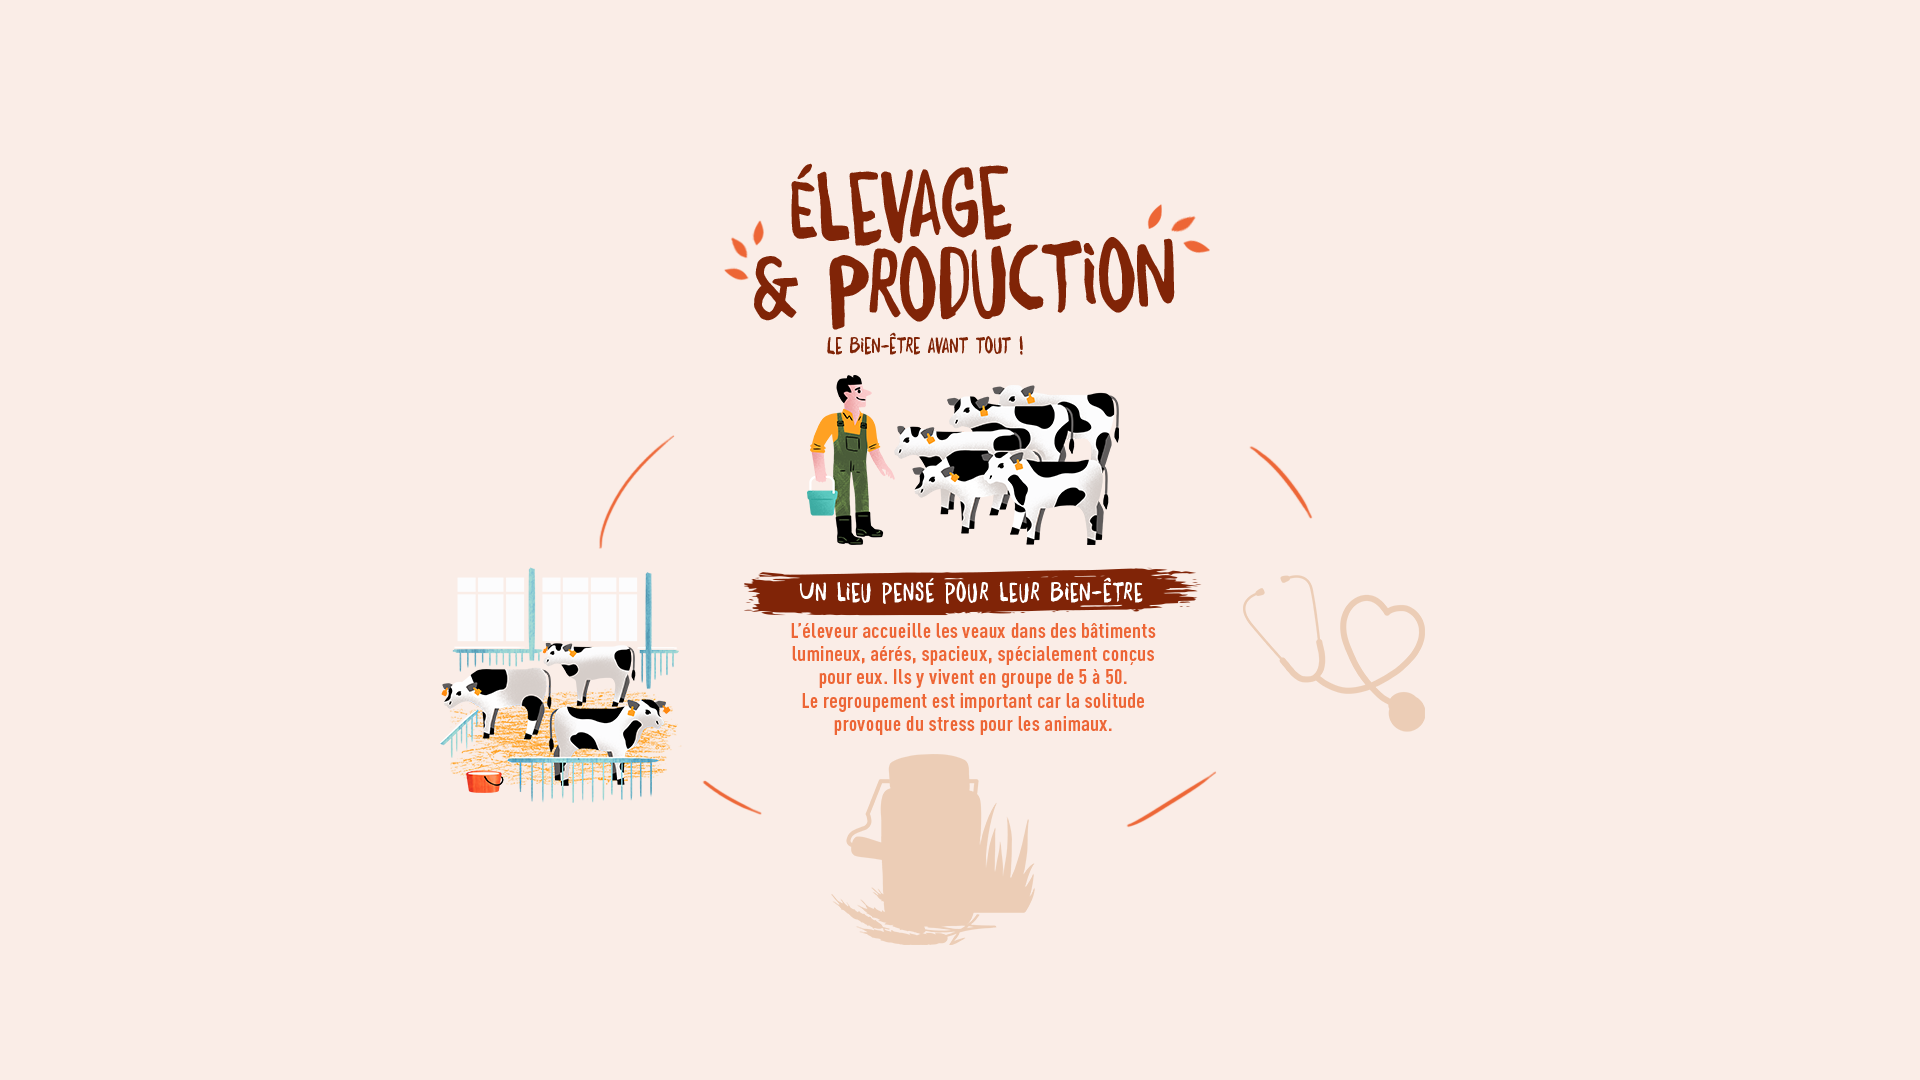 ÉLEVAGE
& PRODUCTION
LE BIEN-ÊTRE AVANT TOUT !
UN LIEU PENSÉ POUR LEUR BIEN-ÊTRE
L'éleveur accueille les veaux dans des bâtiments
lumineux, aérés, spacieux, spécialement conçus
pour eux. Ils y vivent en groupe de 5 à 50.
Le regroupement est important car la solitude
provoque du stress pour les animaux.